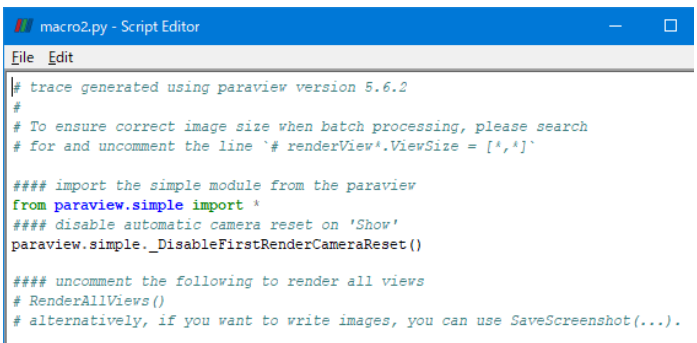 macro2.py - Script Editor
File Edit
# trace generated using paraview version 5.6.2
#
# To ensure correct image size when batch processing, please search
# for and uncomment the line `# renderView*.ViewSize = [*,*]`
#### import the simple module from the paraview
from paraview.simple import *
#### disable automatic camera reset on 'Show'
paraview.simple._DisableFirstRenderCameraReset()
#### uncomment the following to render all views
# RenderAllViews()
# alternatively, if you want to write images, you can use SaveScreenshot(...).